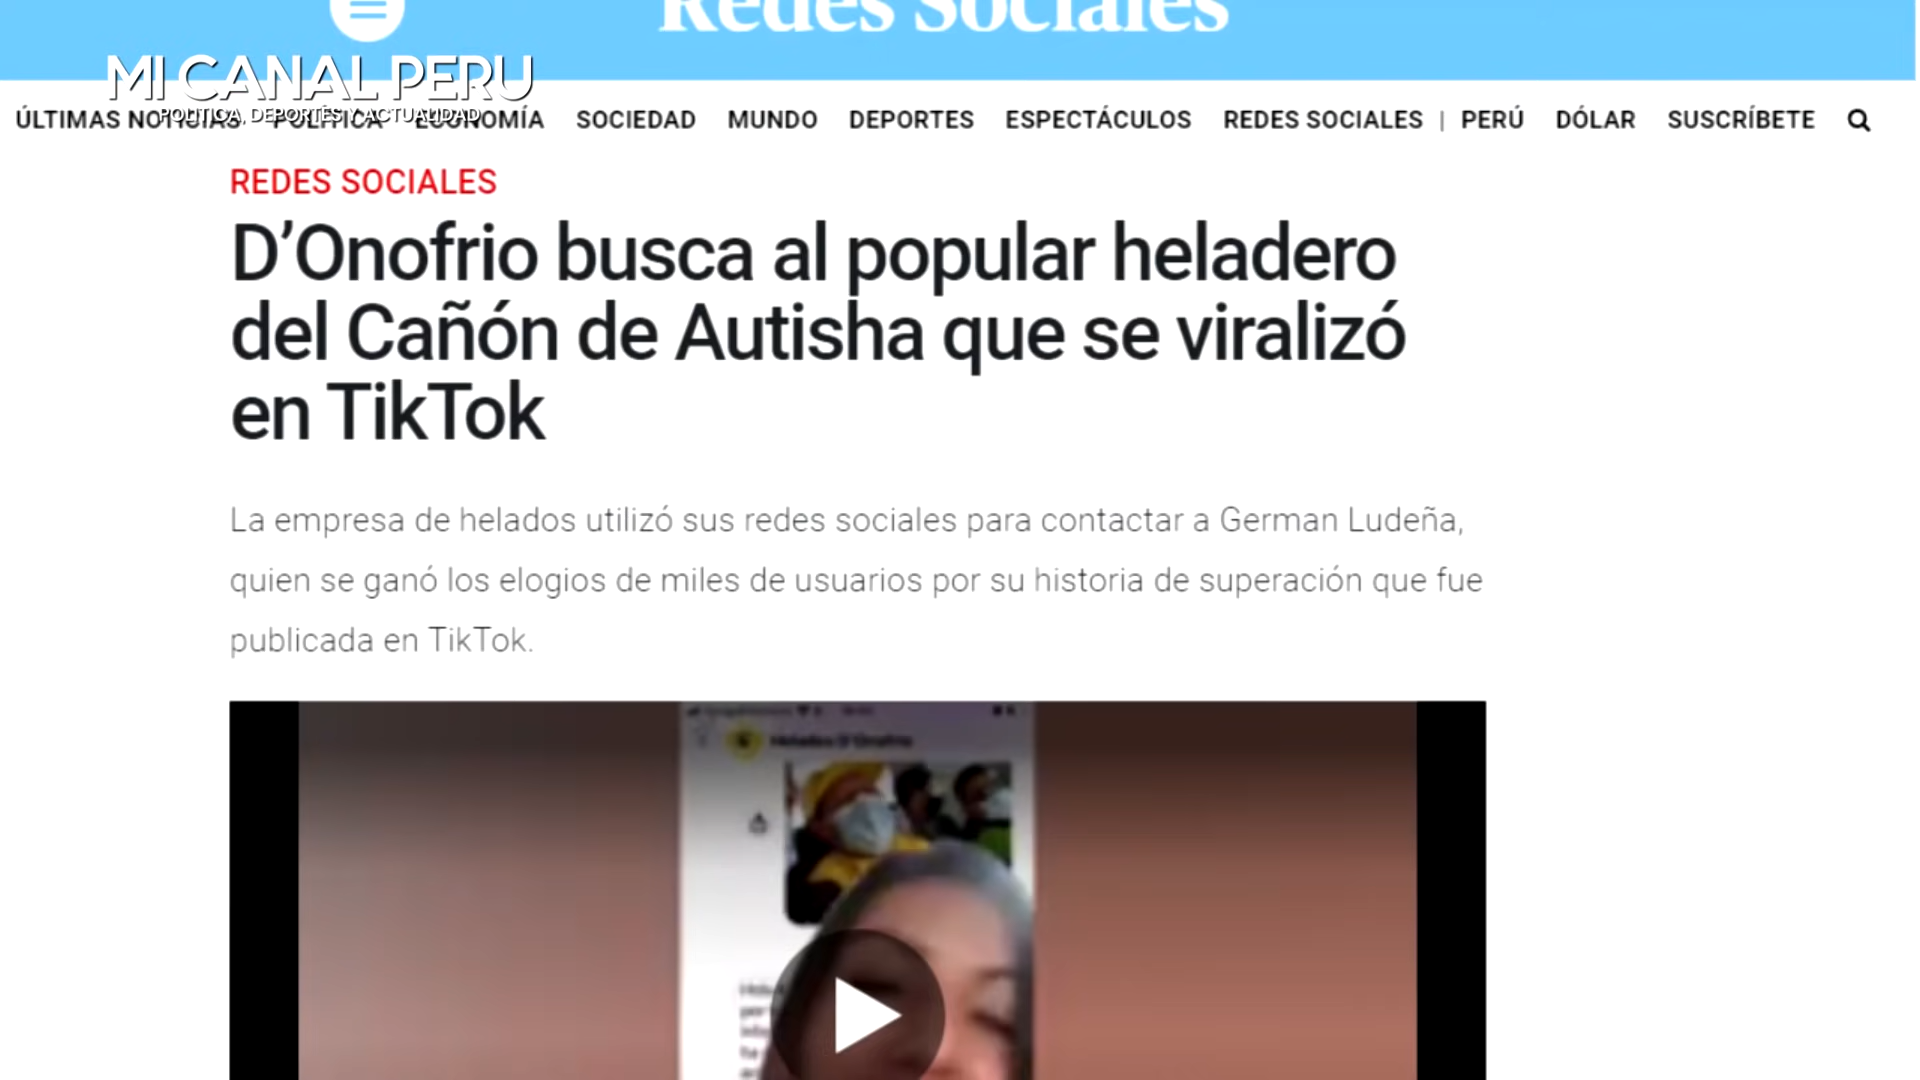 Redes Sociales
MI CANAL PERU
POLITICA, DEPORTES Y ACTUALIDAD
ÚLTIMAS NOTICIAS POLÍTICA ECONOMÍA SOCIEDAD MUNDO DEPORTES ESPECTÁCULOS REDES SOCIALES | PERÚ DÓLAR SUSCRÍBETE
REDES SOCIALES
D’Onofrio busca al popular heladero
del Cañón de Autisha que se viralizó
en TikTok
La empresa de helados utilizó sus redes sociales para contactar a German Ludeña,
quien se ganó los elogios de miles de usuarios por su historia de superación que fue
publicada en TikTok.
Helados D'Onofrio